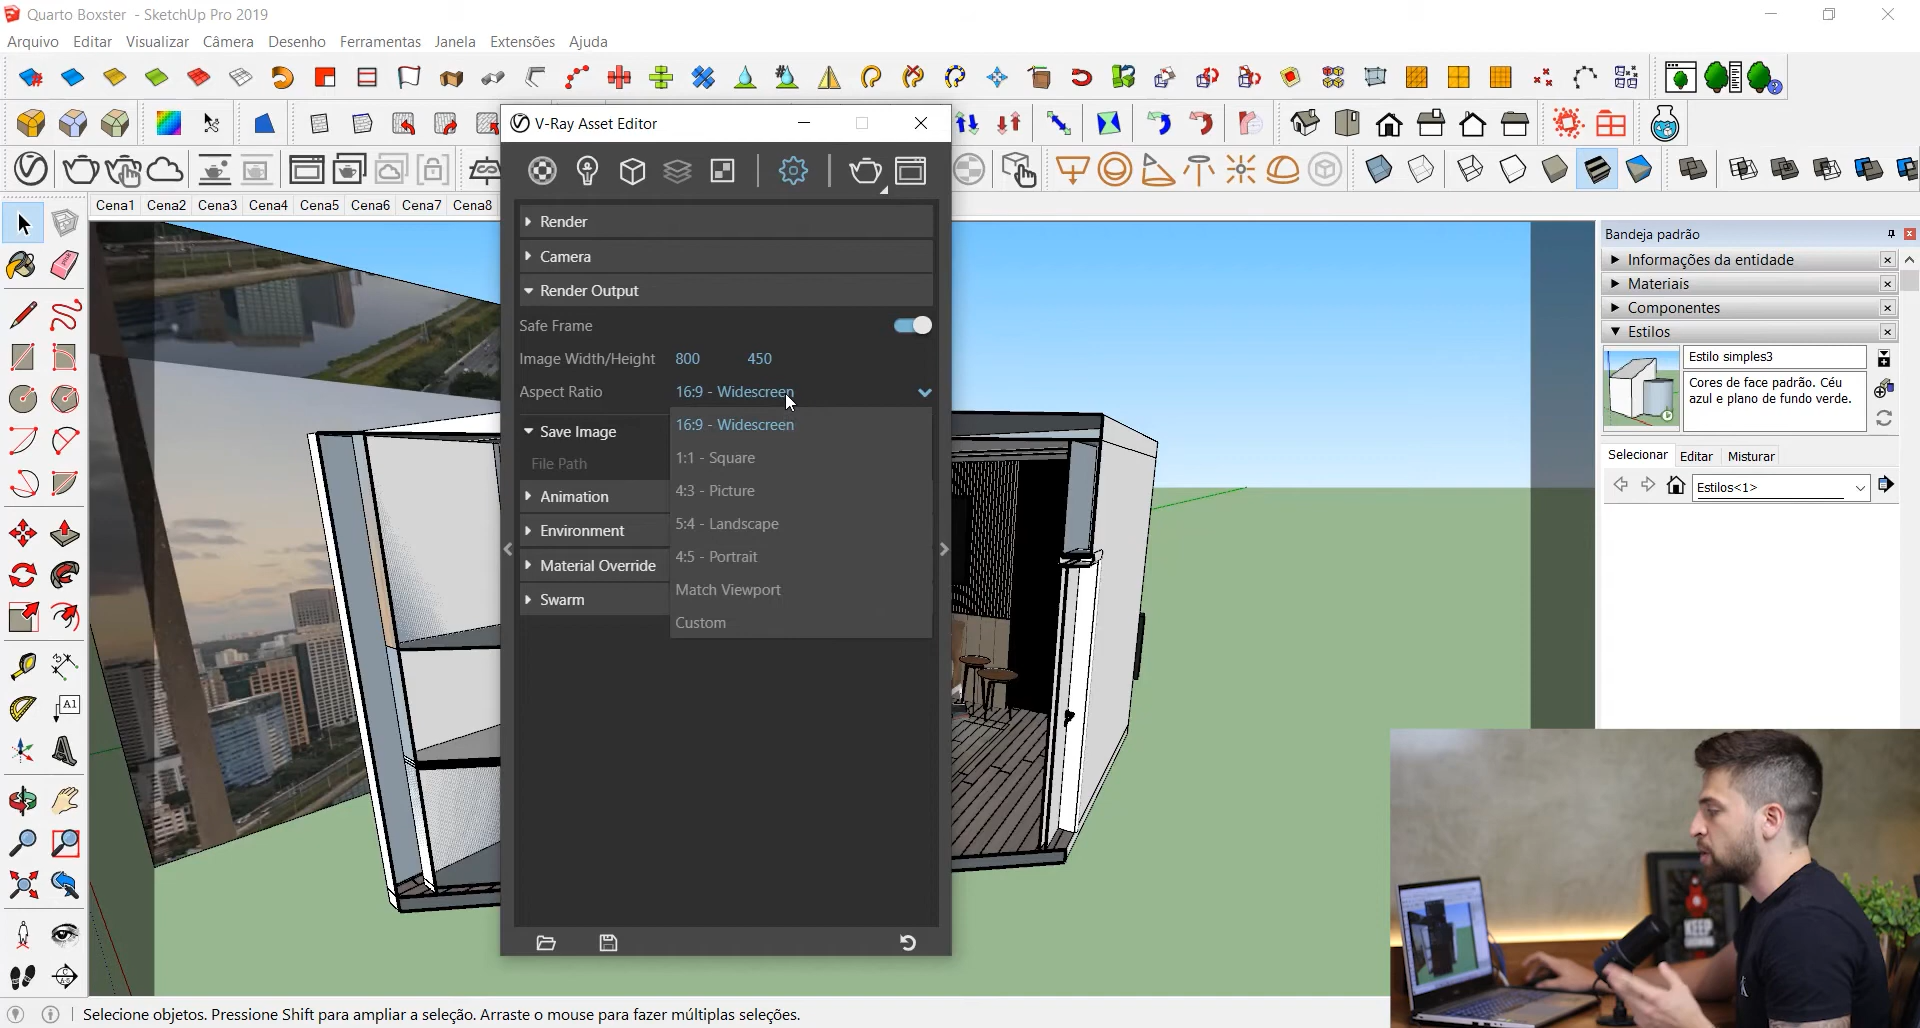 Quarto Boxster - SketchUp Pro 2019
Arquivo Editar Visualizar Câmera Desenho Ferramentas Janela Extensões Ajuda
V-Ray Asset Editor
Cena1 Cena2 Cena3 Cena4 Cena5 Cena6 Cena7 Cena8
Render
Camera
Render Output
Safe Frame
Image Width/Height 800 450
Aspect Ratio 16:9 - Widescreen
16:9 - Widescreen
1:1 - Square
4:3 - Picture
5:4 - Landscape
4:5 - Portrait
Match Viewport
Custom
Save Image
File Path
Animation
Environment
Material Override
Swarm
Bandeja padrão
Informações da entidade
Materiais
Componentes
Estilos
Estilo simples3
Cores de face padrão. Céu
azul e plano de fundo verde.
Selecionar Editar Misturar
Estilos<1>
A1
KEEP
Selecione objetos. Pressione Shift para ampliar a seleção. Arraste o mouse para fazer múltiplas seleções.